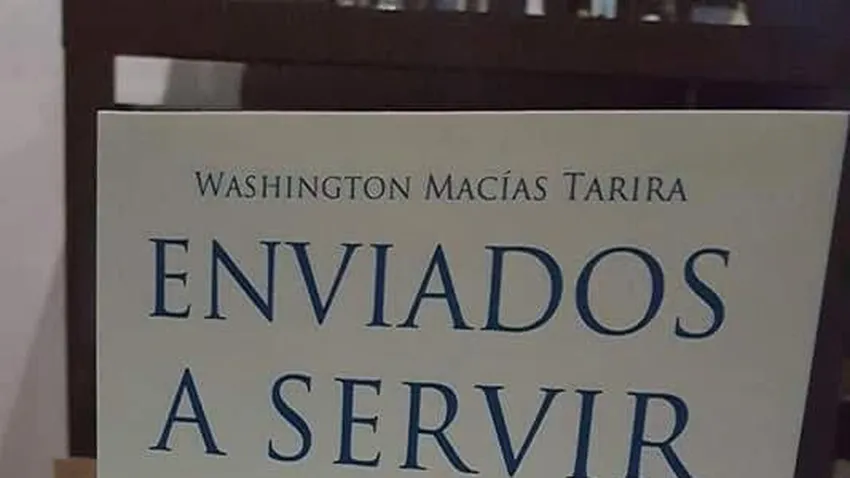 WASHINGTON MACÍAS TARIRA
ENVIADOS
A SERVIR